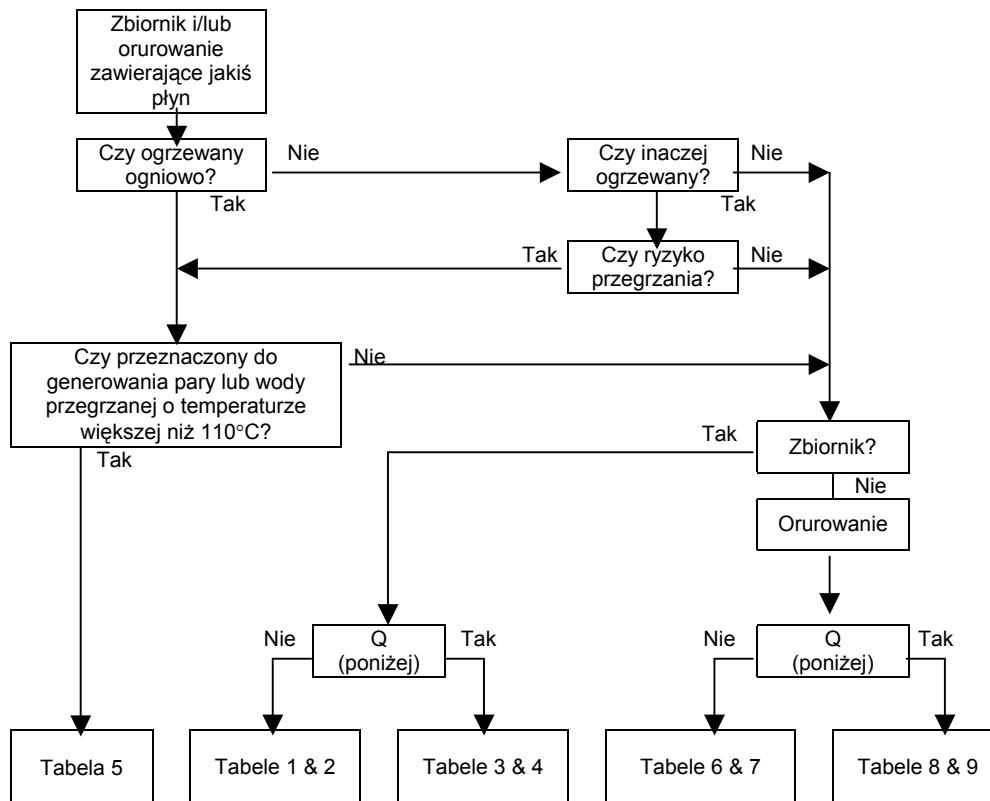 Zbiornik i/lub
orurowanie
zawierające jakiś
płyn
Czy ogrzewany
ogniowo?
Nie
Czy inaczej
ogrzewany?
Nie
Tak
Tak
Tak
Czy ryzyko
przegrzania?
Nie
Czy przeznaczony do
generowania pary lub wody
przegrzanej o temperaturze
większej niż 110°C?
Nie
Tak
Tak
Zbiornik?
Nie
Orurowanie
Nie
Q
(poniżej)
Tak
Nie
Q
(poniżej)
Tak
Tabela 5
Tabele 1 & 2
Tabele 3 & 4
Tabele 6 & 7
Tabele 8 & 9